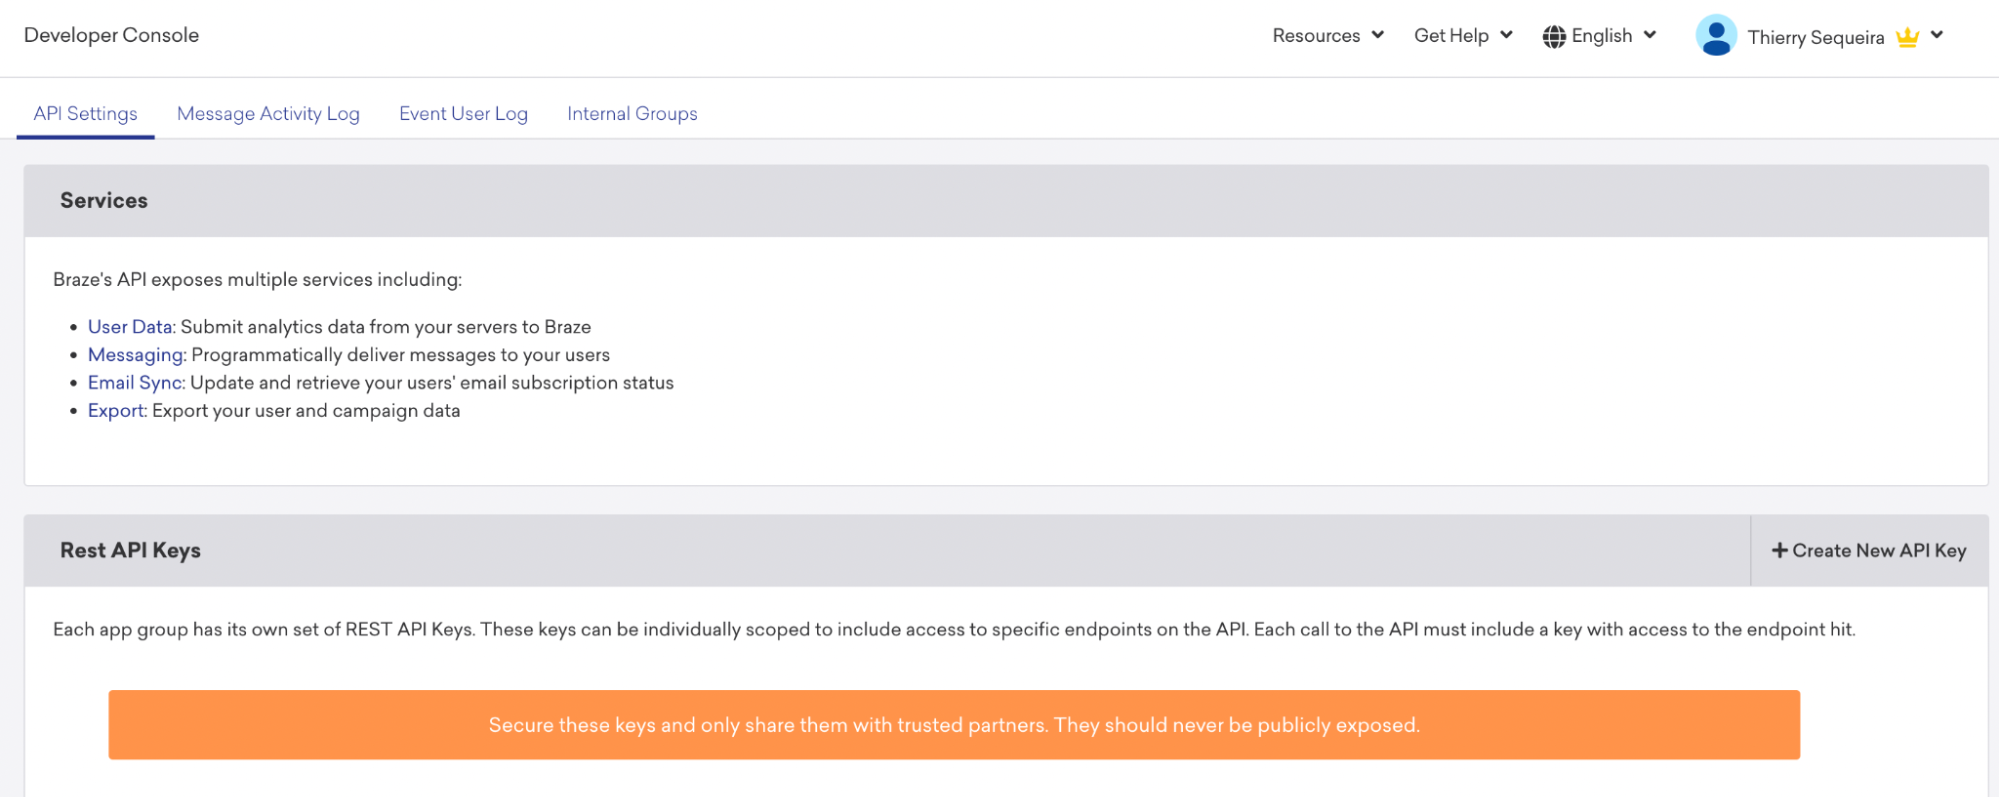 Developer Console
Resources
Get Help
English
Thierry Sequeira
API Settings
Message Activity Log
Event User Log
Internal Groups
Services
Braze's API exposes multiple services including:
• User Data: Submit analytics data from your servers to Braze
• Messaging: Programmatically deliver messages to your users
• Email Sync: Update and retrieve your users' email subscription status
• Export: Export your user and campaign data
Rest API Keys
+ Create New API Key
Each app group has its own set of REST API Keys. These keys can be individually scoped to include access to specific endpoints on the API. Each call to the API must include a key with access to the endpoint hit.
Secure these keys and only share them with trusted partners. They should never be publicly exposed.